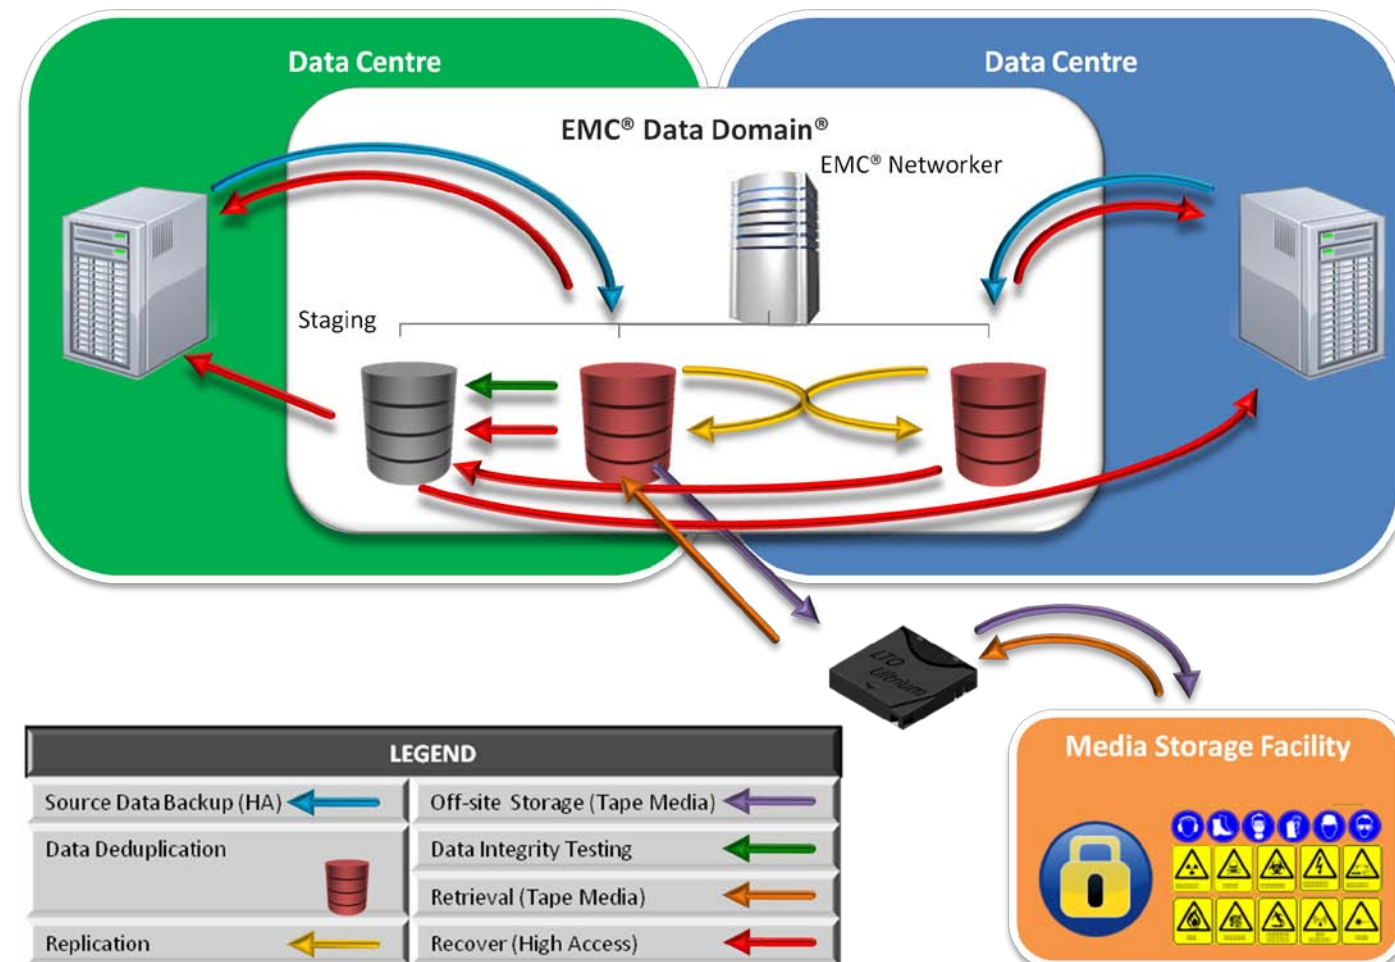 Data Centre
Data Centre
EMC® Data Domain®
EMC® Networker
Staging
LTO
Ultrium
Media Storage Facility
LEGEND
Source Data Backup (HA)
Off-site Storage (Tape Media)
Data Deduplication
Data Integrity Testing
Retrieval (Tape Media)
Replication
Recover (High Access)